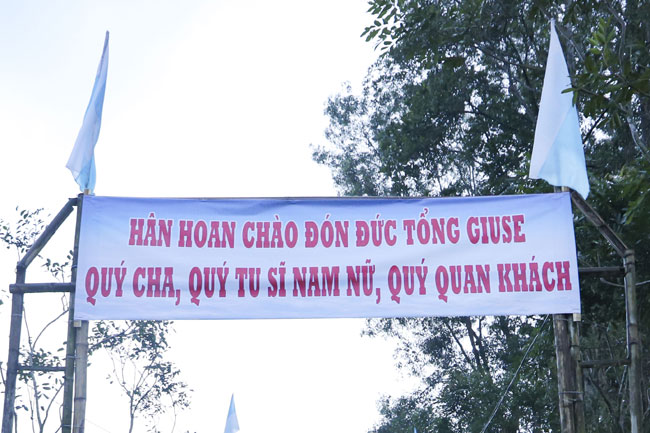 HÂN HOAN CHÀO ĐÓN ĐỨC TỔNG GIUSE
QUÝ CHA, QUÝ TU SĨ NAM NỮ, QUÝ QUAN KHÁCH